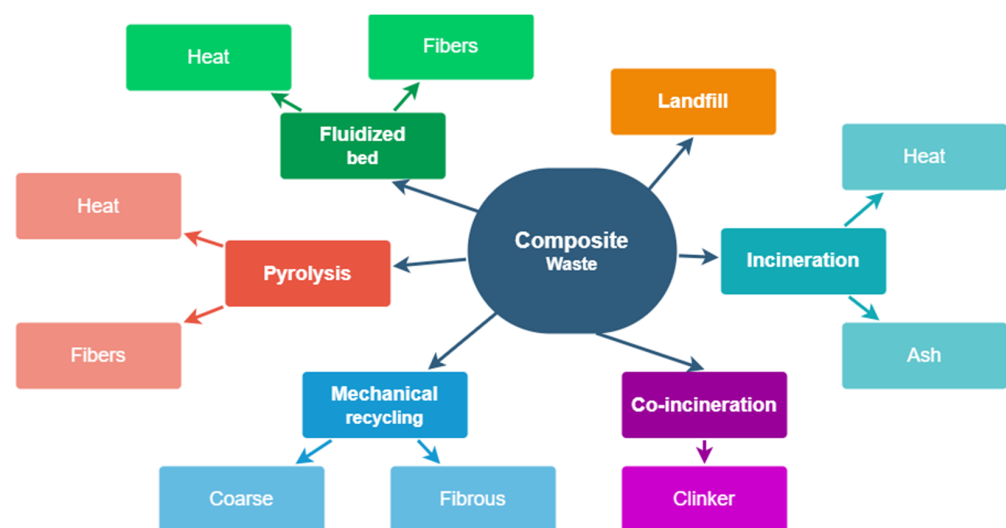 Heat
Fibers
Landfill
Fluidized
bed
Heat
Heat
Composite
Waste
Incineration
Pyrolysis
Fibers
Ash
Mechanical
recycling
Co-incineration
Coarse
Fibrous
Clinker